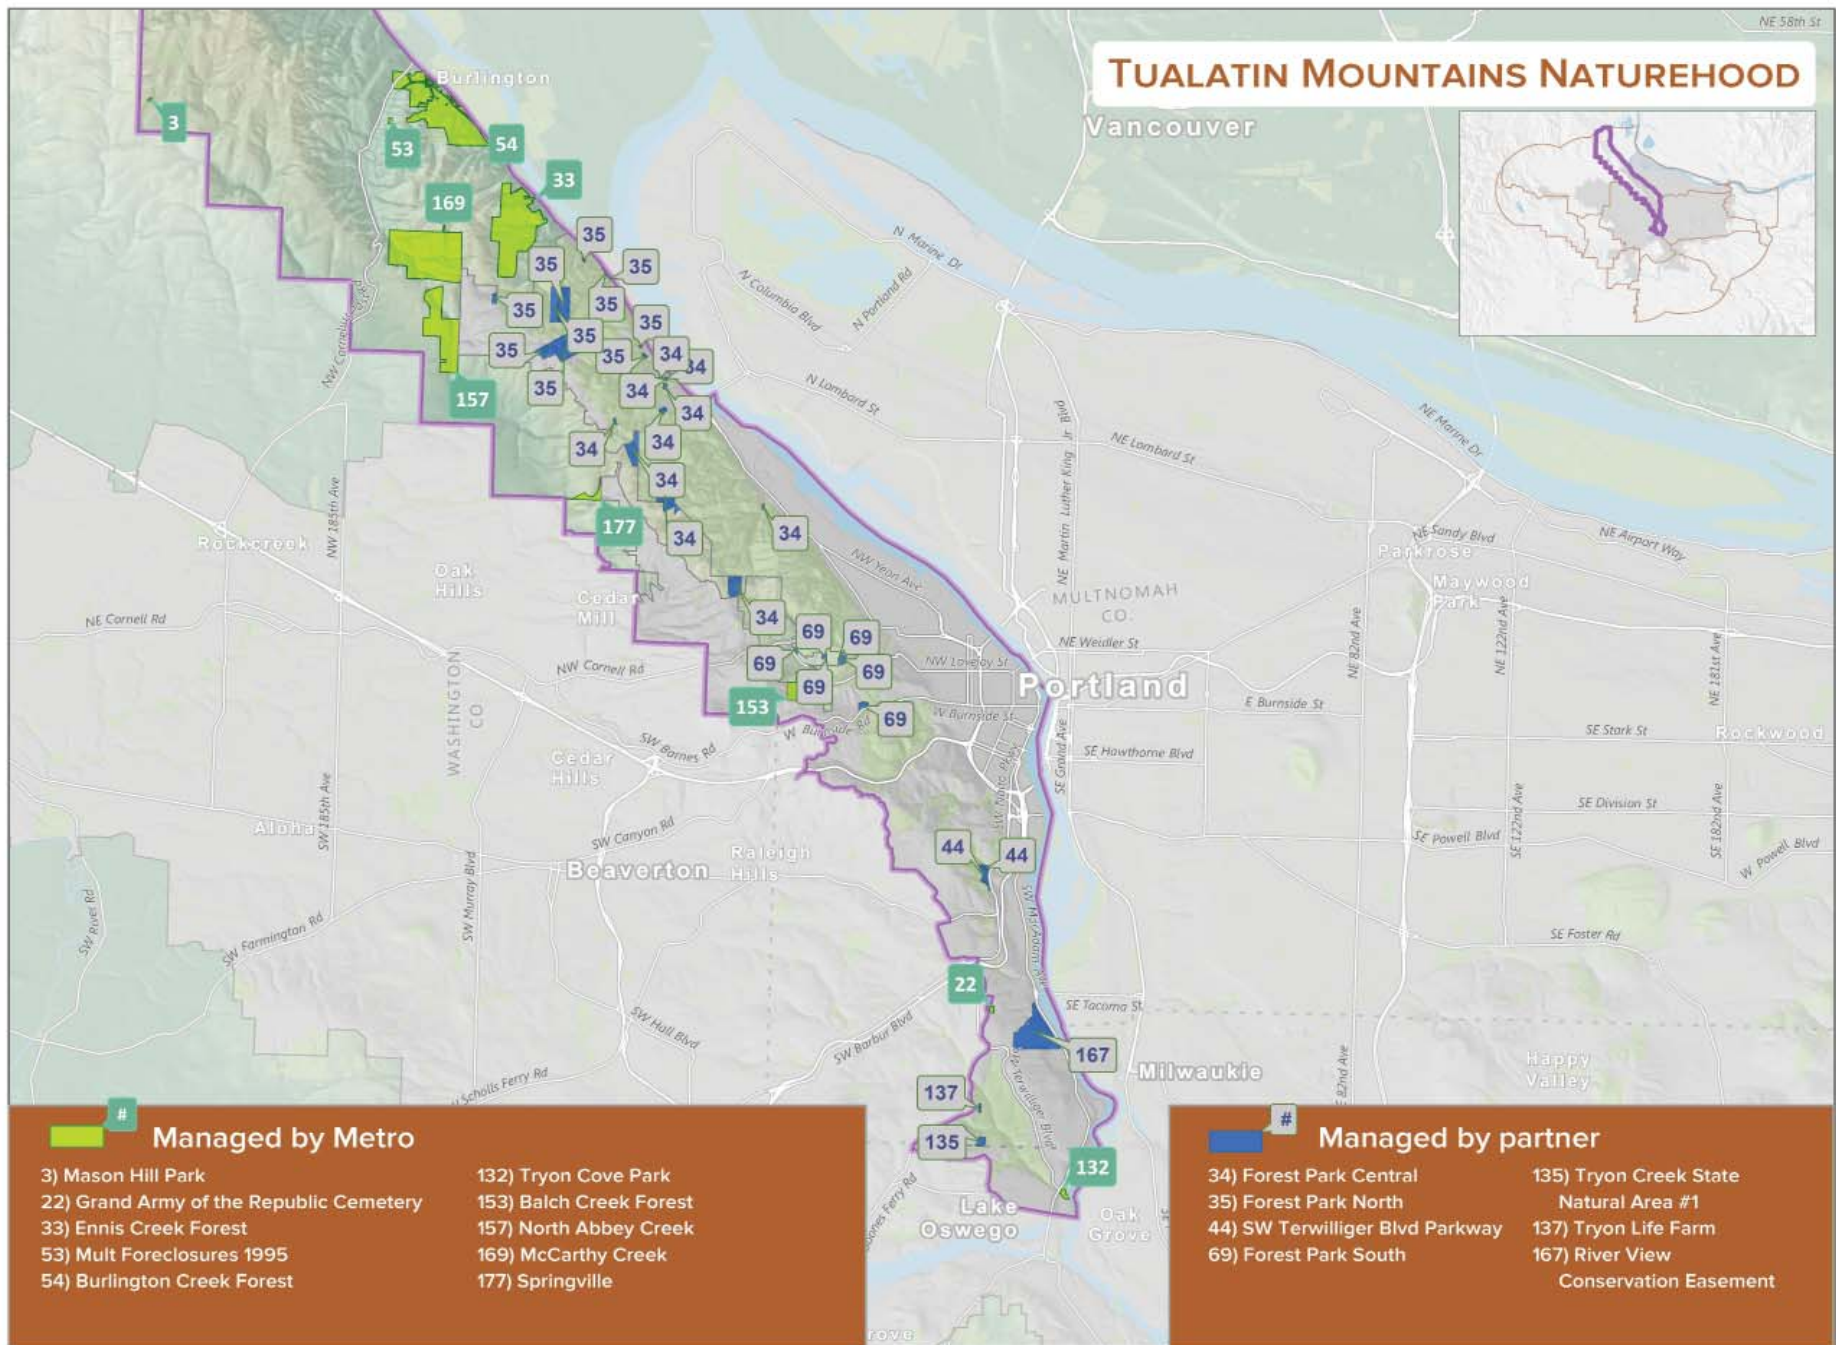 NE 58th St
TUALATIN MOUNTAINS NATUREHOOD
Burlington
Vancouver
3
53
54
33
169
35
35
35
35
35
35
35
35
35
35
34
34
34
34
34
34
34
34
34
34
157
177
153
69
69
69
69
69
69
44
44
22
167
137
135
132
N Marine Dr
N Columbia Blvd
N Portland Rd
N Lombard St
NE Lombard St
NE Martin Luther King Jr Blvd
NE Marine Dr
NE Sandy Blvd
NE Airport Way
Parkrose
Maywood
Park
MULTNOMAH
CO.
NE Weidler St
NE 82nd Ave
NE 122nd Ave
NE 181st Ave
Rockcreek
NW 185th Ave
Oak
Hills
Cedar
Mill
NE Cornell Rd
NW Cornell Rd
NW Yeon Ave
NW Lovejoy St
Portland
W Burnside St
E Burnside St
SE Stark St
Rockwood
WASHINGTON
CO
SW Barnes Rd
Cedar
Hills
SE Grand Ave
SE Hawthorne Blvd
SE Division St
SE Powell Blvd
W Powell Blvd
SE 122nd Ave
SE 182nd Ave
Aloha
SW 185th Ave
SW Canyon Rd
Beaverton
Raleigh
Hills
SW Murray Blvd
SW River Rd
SW Farmington Rd
SE Foster Rd
SW Hall Blvd
SW Barbur Blvd
SE Tacoma St
Milwaukie
Happy
Valley
Scholls Ferry Rd
Terwilliger Blvd
Lake
Oswego
Oak
Grove
#
Managed by Metro
3) Mason Hill Park
22) Grand Army of the Republic Cemetery
33) Ennis Creek Forest
53) Mult Foreclosures 1995
54) Burlington Creek Forest
132) Tryon Cove Park
153) Balch Creek Forest
157) North Abbey Creek
169) McCarthy Creek
177) Springville
#
Managed by partner
34) Forest Park Central
35) Forest Park North
44) SW Terwilliger Blvd Parkway
69) Forest Park South
135) Tryon Creek State
Natural Area #1
137) Tryon Life Farm
167) River View
Conservation Easement